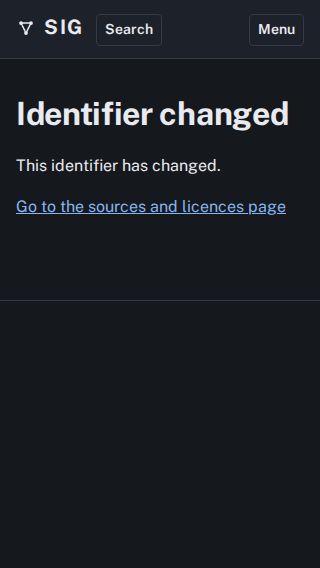 SIG
Search
Menu
Identifier changed
This identifier has changed.
Go to the sources and licences page